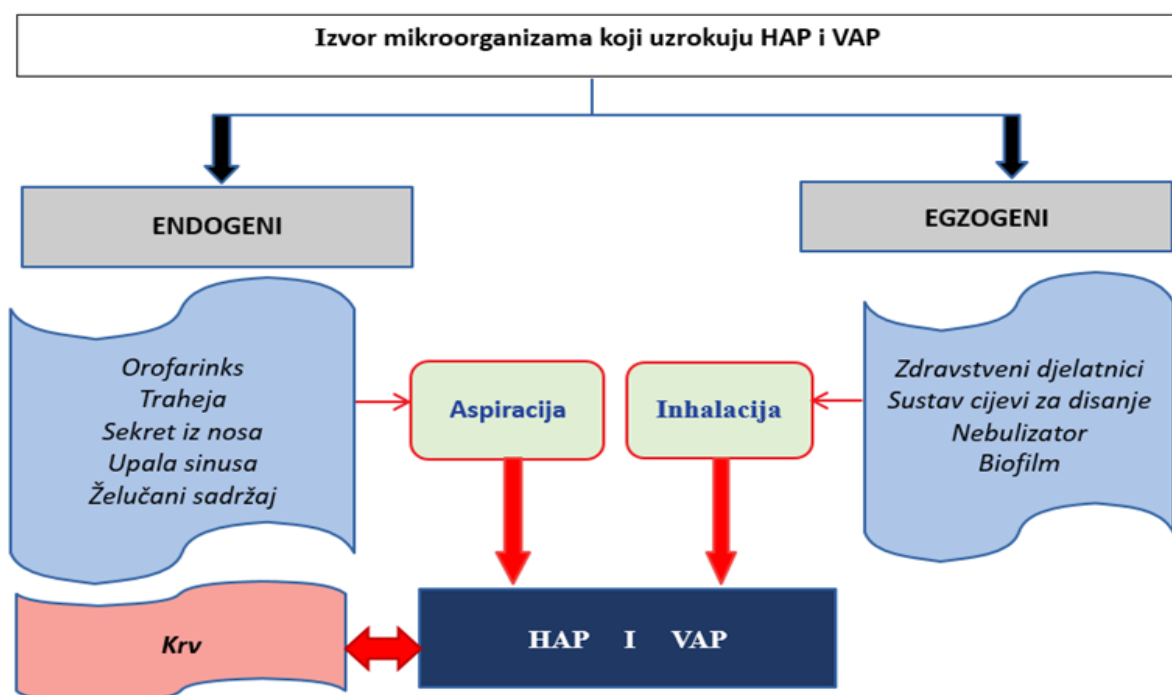 Izvor mikroorganizama koji uzrokuju HAP i VAP
ENDOGENI
EGZOGENI
Orofarinks
Traheja
Sekret iz nosa
Upala sinusa
Želučani sadržaj
Aspiracija
Inhalacija
Zdravstveni djelatnici
Sustav cijevi za disanje
Nebulizator
Biofilm
Krv
HAP I VAP